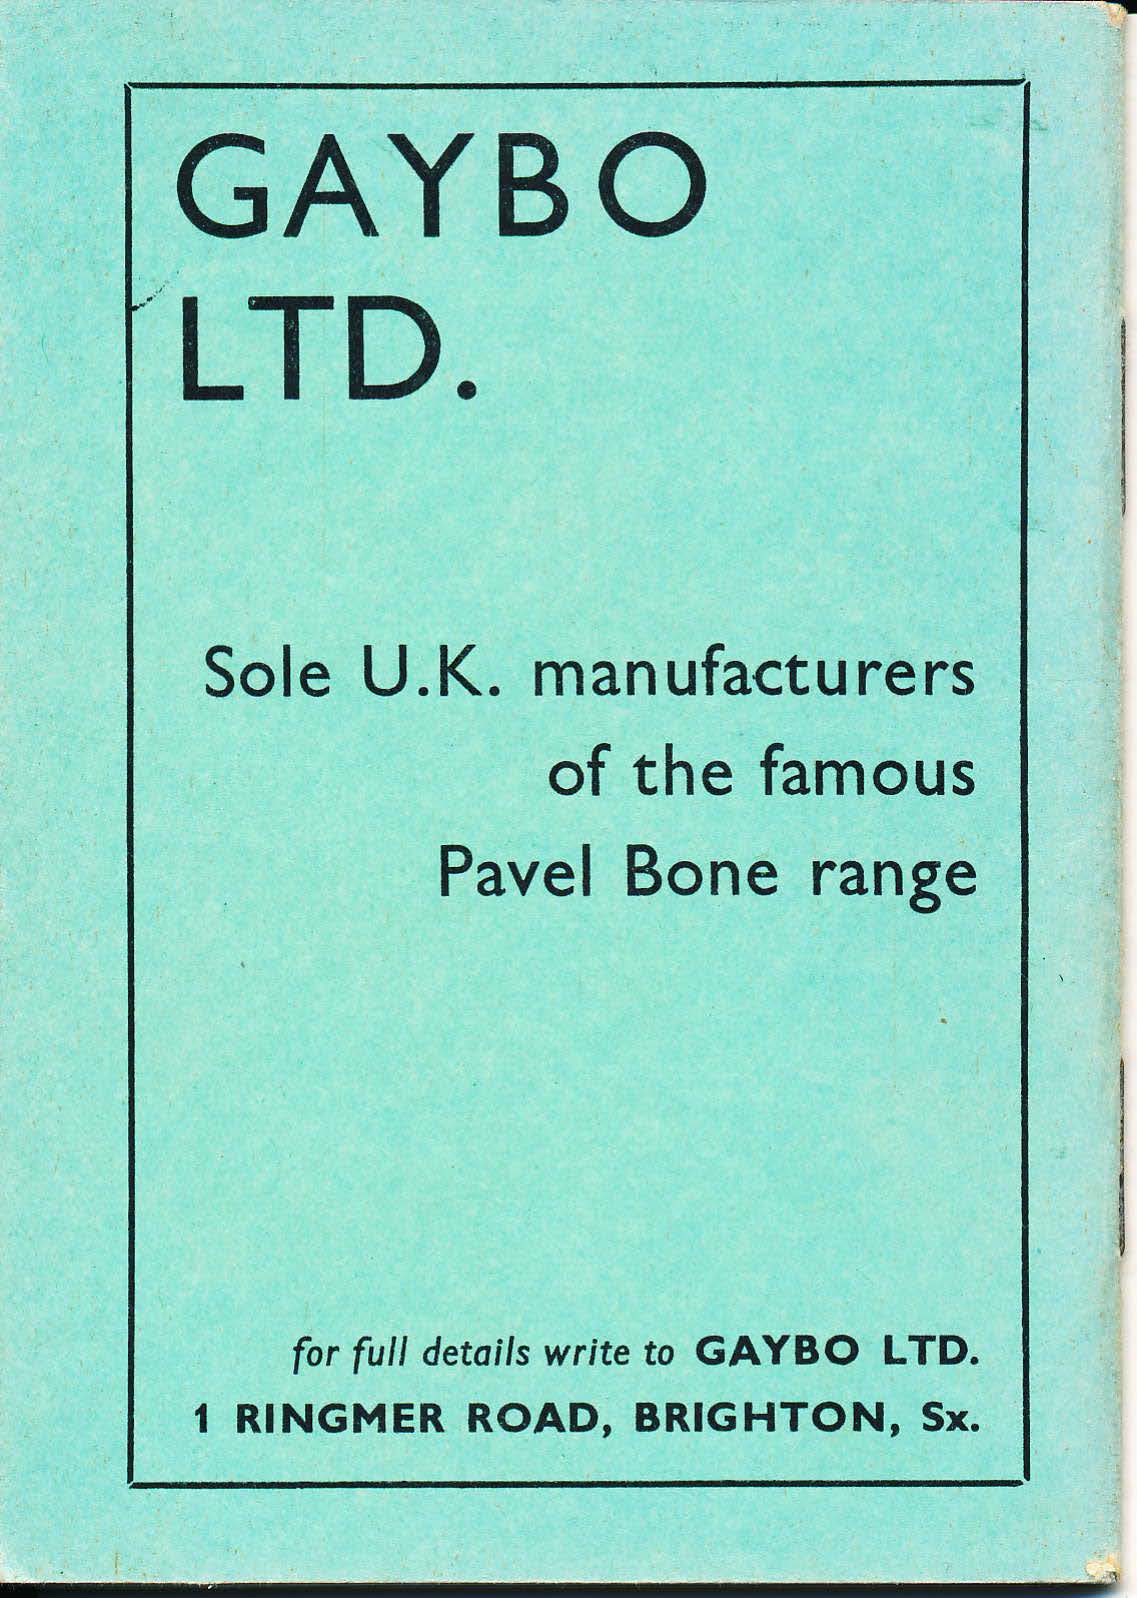 GAYBO
LTD.
Sole U.K. manufacturers
of the famous
Pavel Bone range
for full details write to GAYBO LTD.
1 RINGMER ROAD, BRIGHTON, Sx.